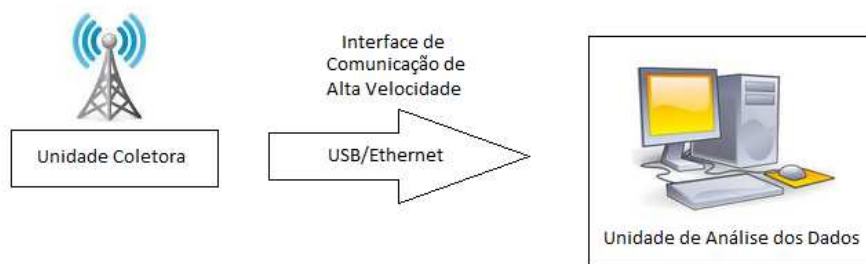 Unidade Coletora
Interface de
Comunicação de
Alta Velocidade
USB/Ethernet
Unidade de Análise dos Dados